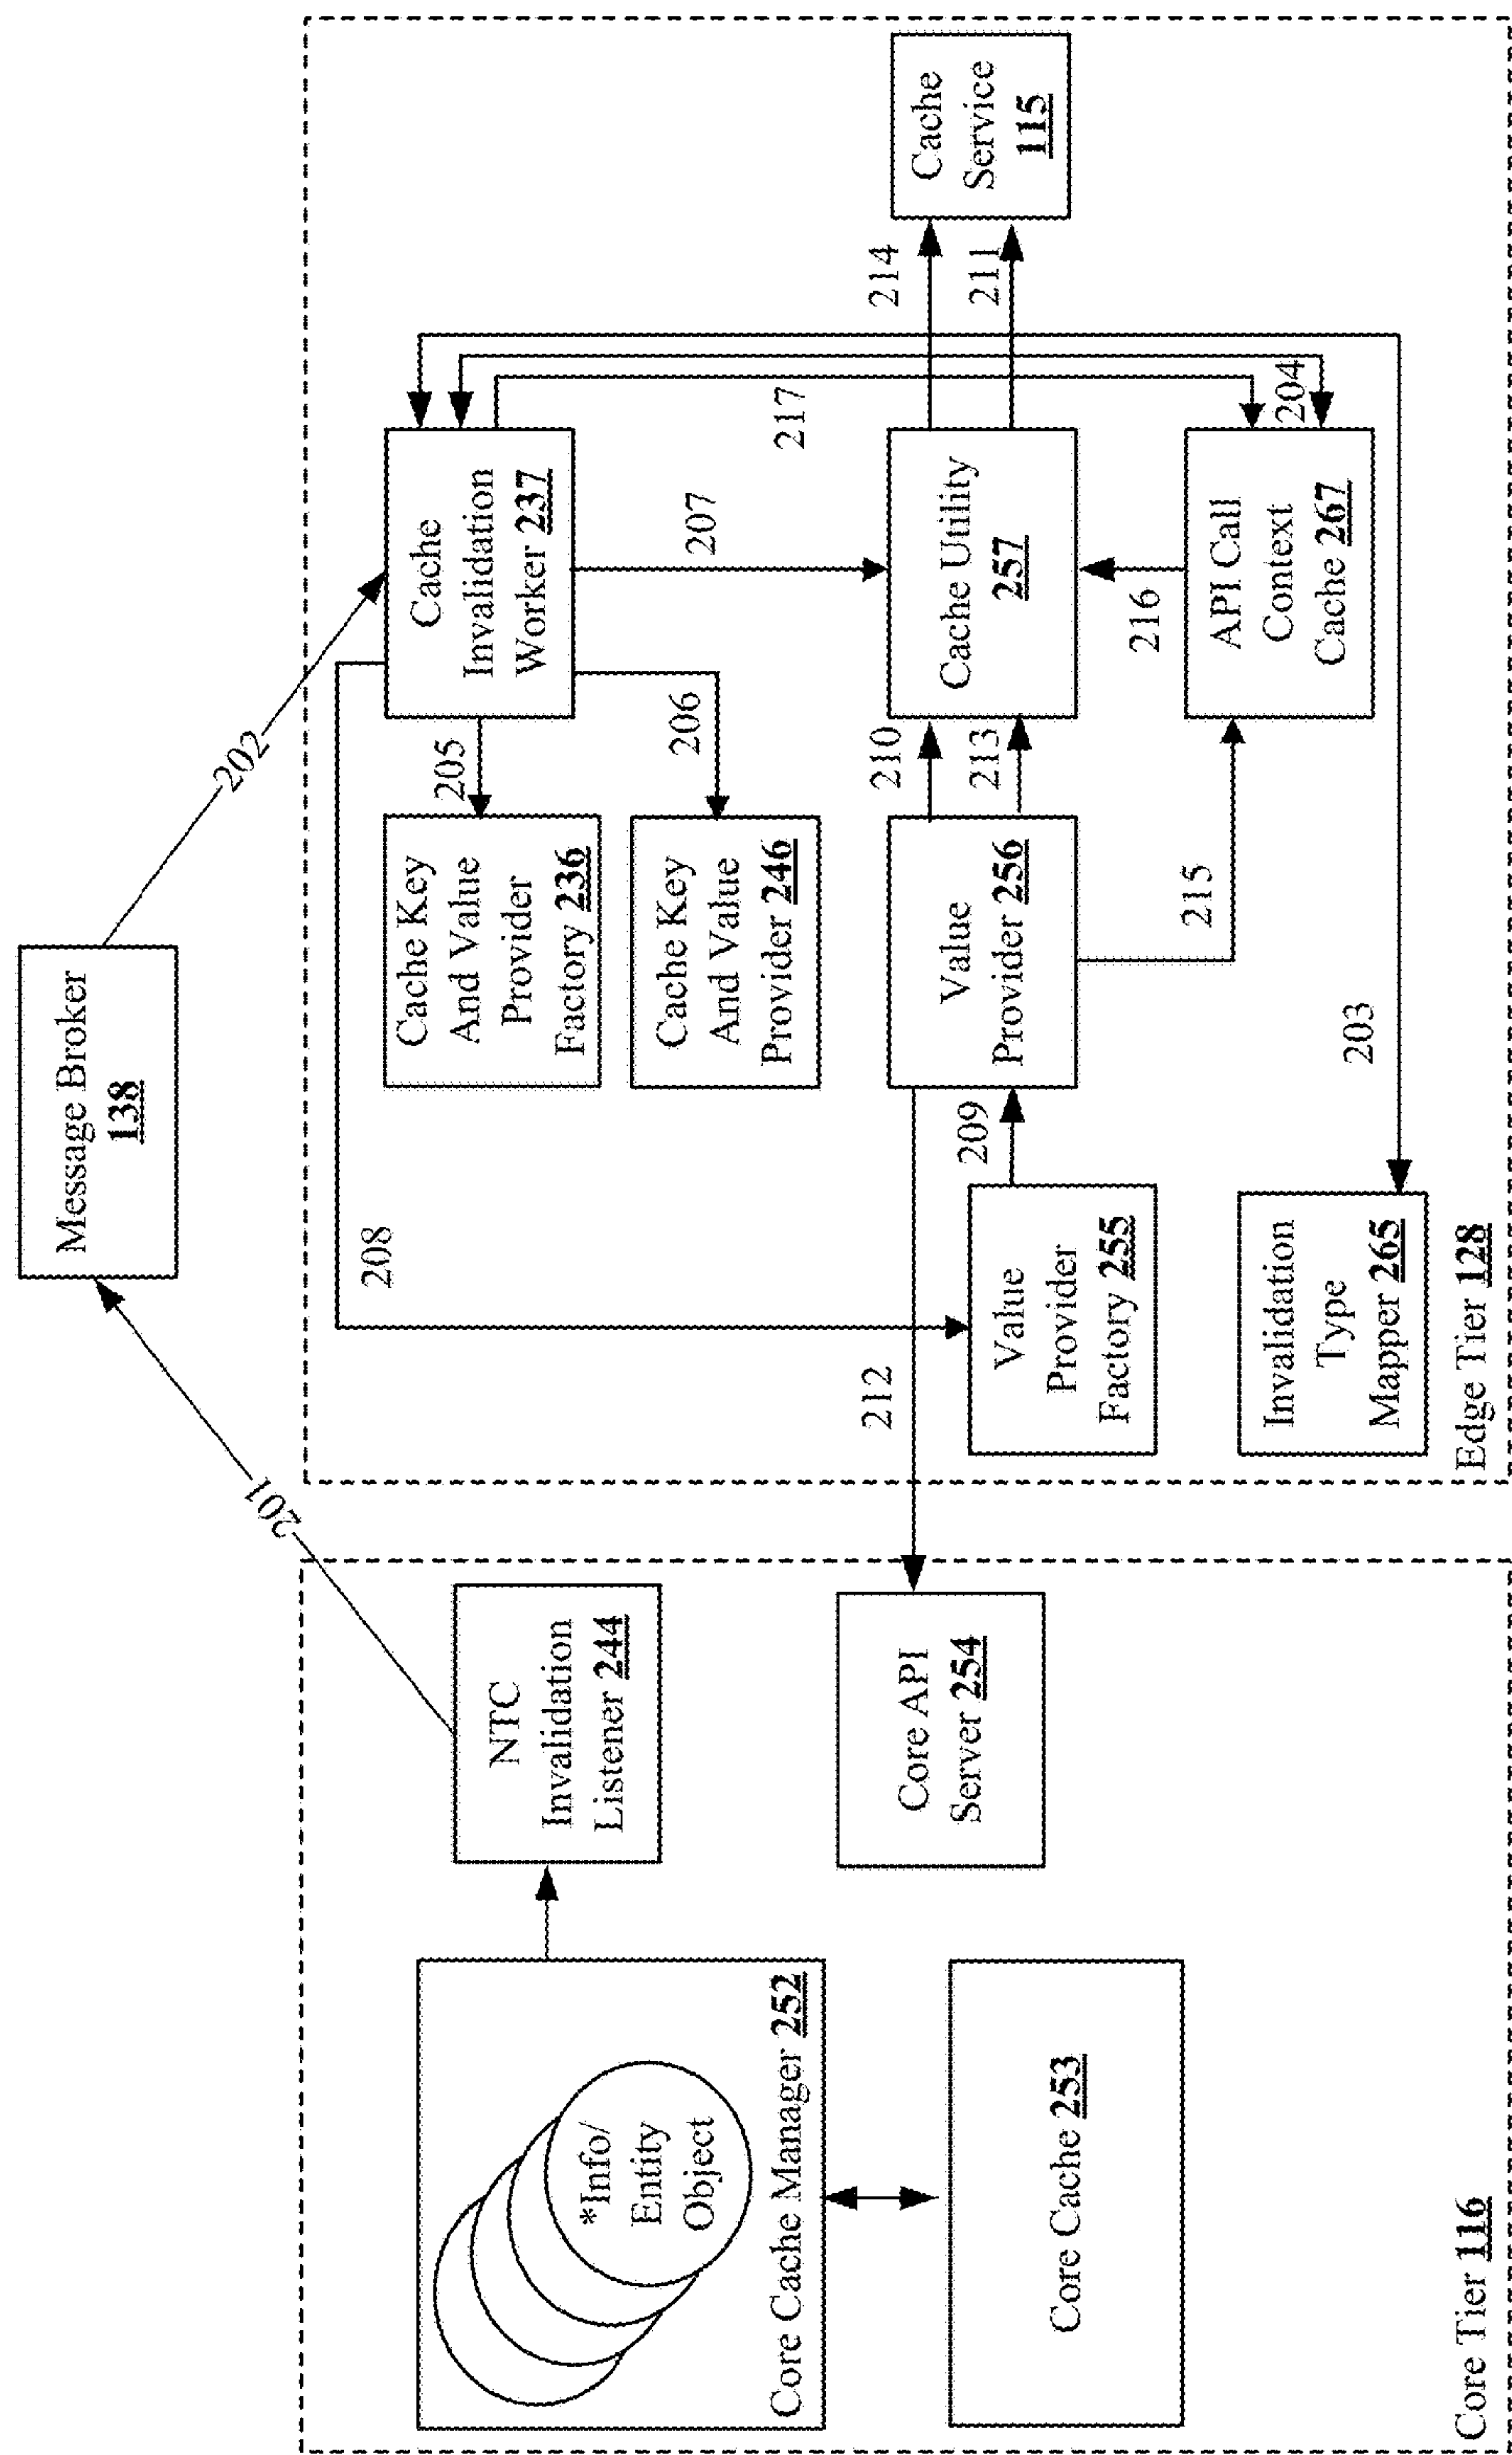 Message Broker
138
201
202
NTC
Invalidation
Listener 244
*Info/
Entity
Object
Core Cache Manager 252
Core Cache 253
Core API
Server 254
Core Tier 116
208
Cache
Invalidation
Worker 237
205
Cache Key
And Value
Provider
Factory 236
206
Cache Key
And Value
Provider 246
207
217
212
Value
Provider
Factory 255
209
Value
Provider 256
210
213
Cache Utility
257
214
211
Cache
Service
115
215
216
API Call
Context
Cache 267
204
203
Invalidation
Type
Mapper 265
Edge Tier 128